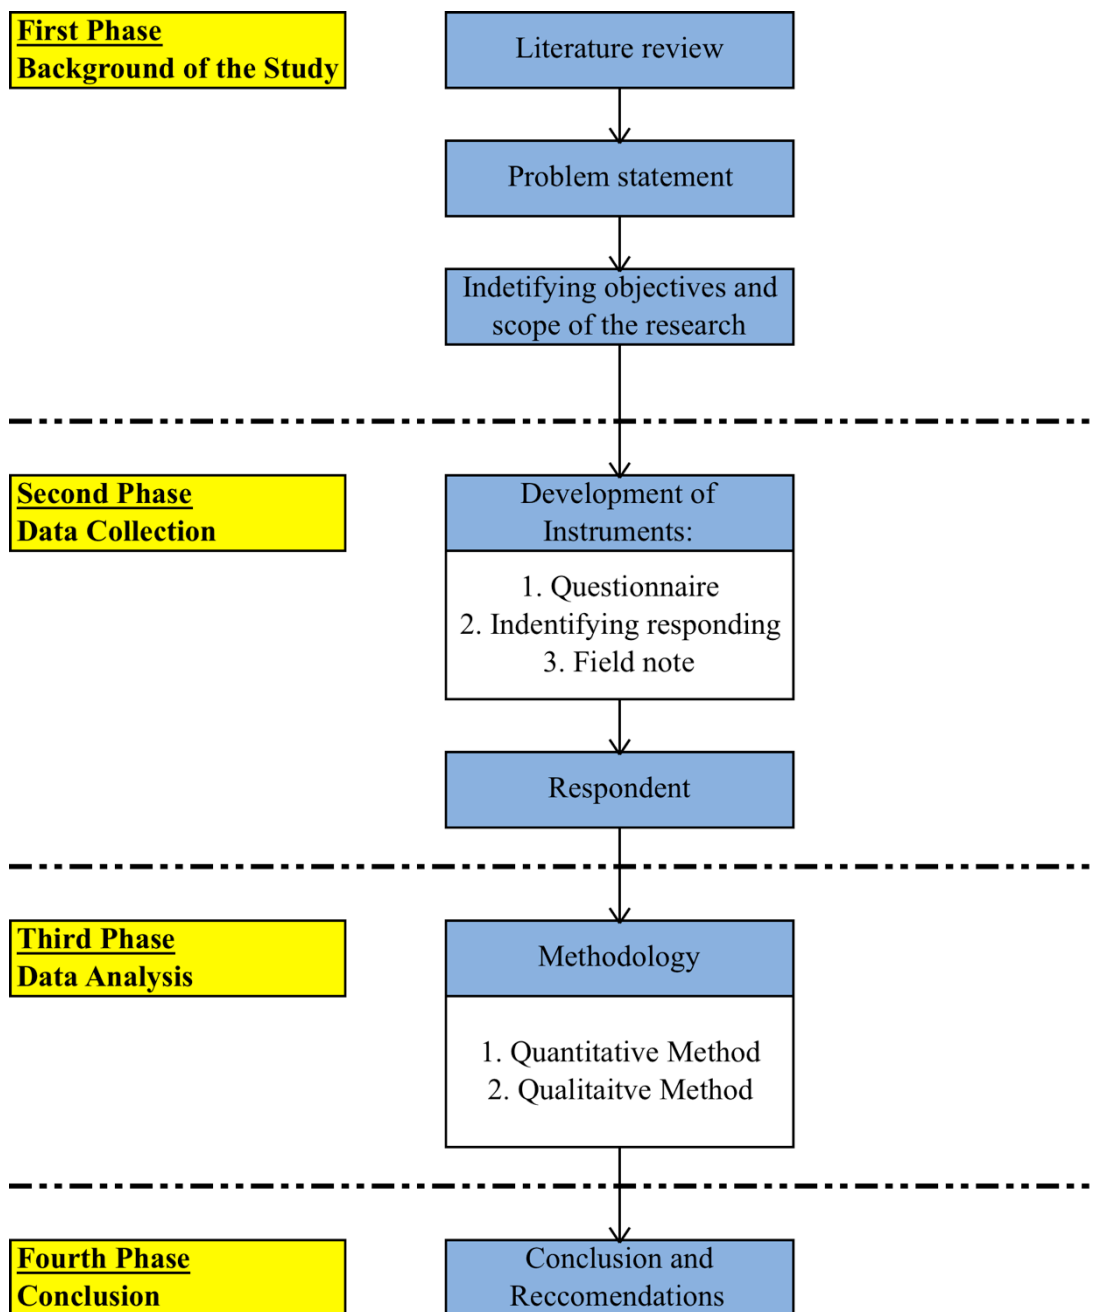 First Phase
Background of the Study
Literature review
Problem statement
Indetifying objectives and
scope of the research
Second Phase
Data Collection
Development of
Instruments:
1. Questionnaire
2. Indentifying responding
3. Field note
Respondent
Third Phase
Data Analysis
Methodology
1. Quantitative Method
2. Qualitaitve Method
Fourth Phase
Conclusion
Conclusion and
Reccomendations